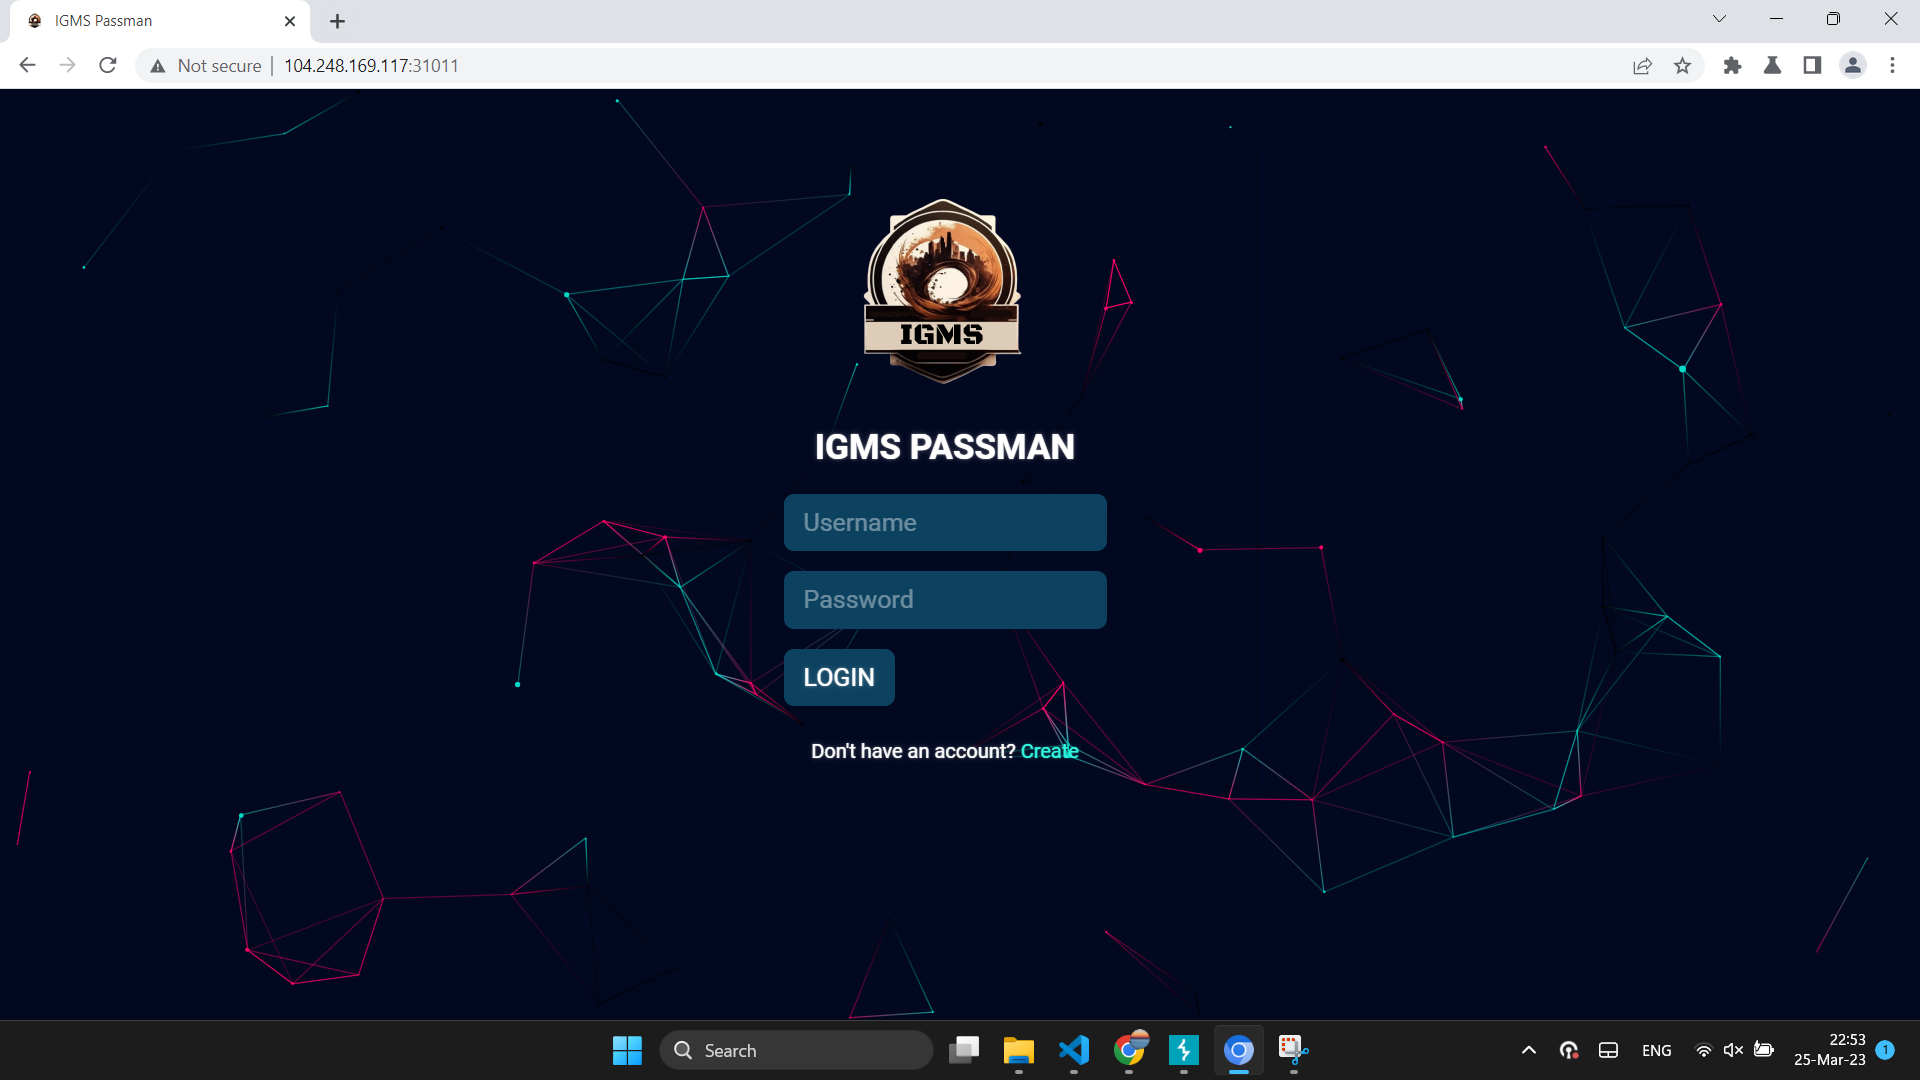 IGMS Passman
Not secure
104.248.169.117:31011
IGMS
IGMS PASSMAN
Username
Password
LOGIN
Don't have an account? Create
Search
ENG
22:53
25-Mar-23
1